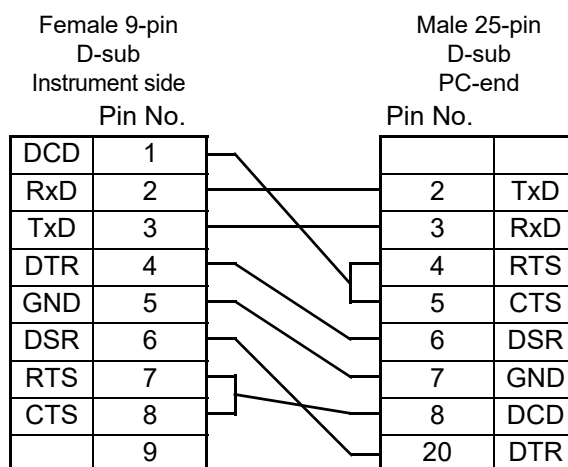 Female 9-pin Male 25-pin
D-sub D-sub
Instrument side PC-end
Pin No. Pin No.
DCD 1
RxD 2 2 TxD
TxD 3 3 RxD
DTR 4 4 RTS
GND 5 5 CTS
DSR 6 6 DSR
RTS 7 7 GND
CTS 8 8 DCD
9 20 DTR